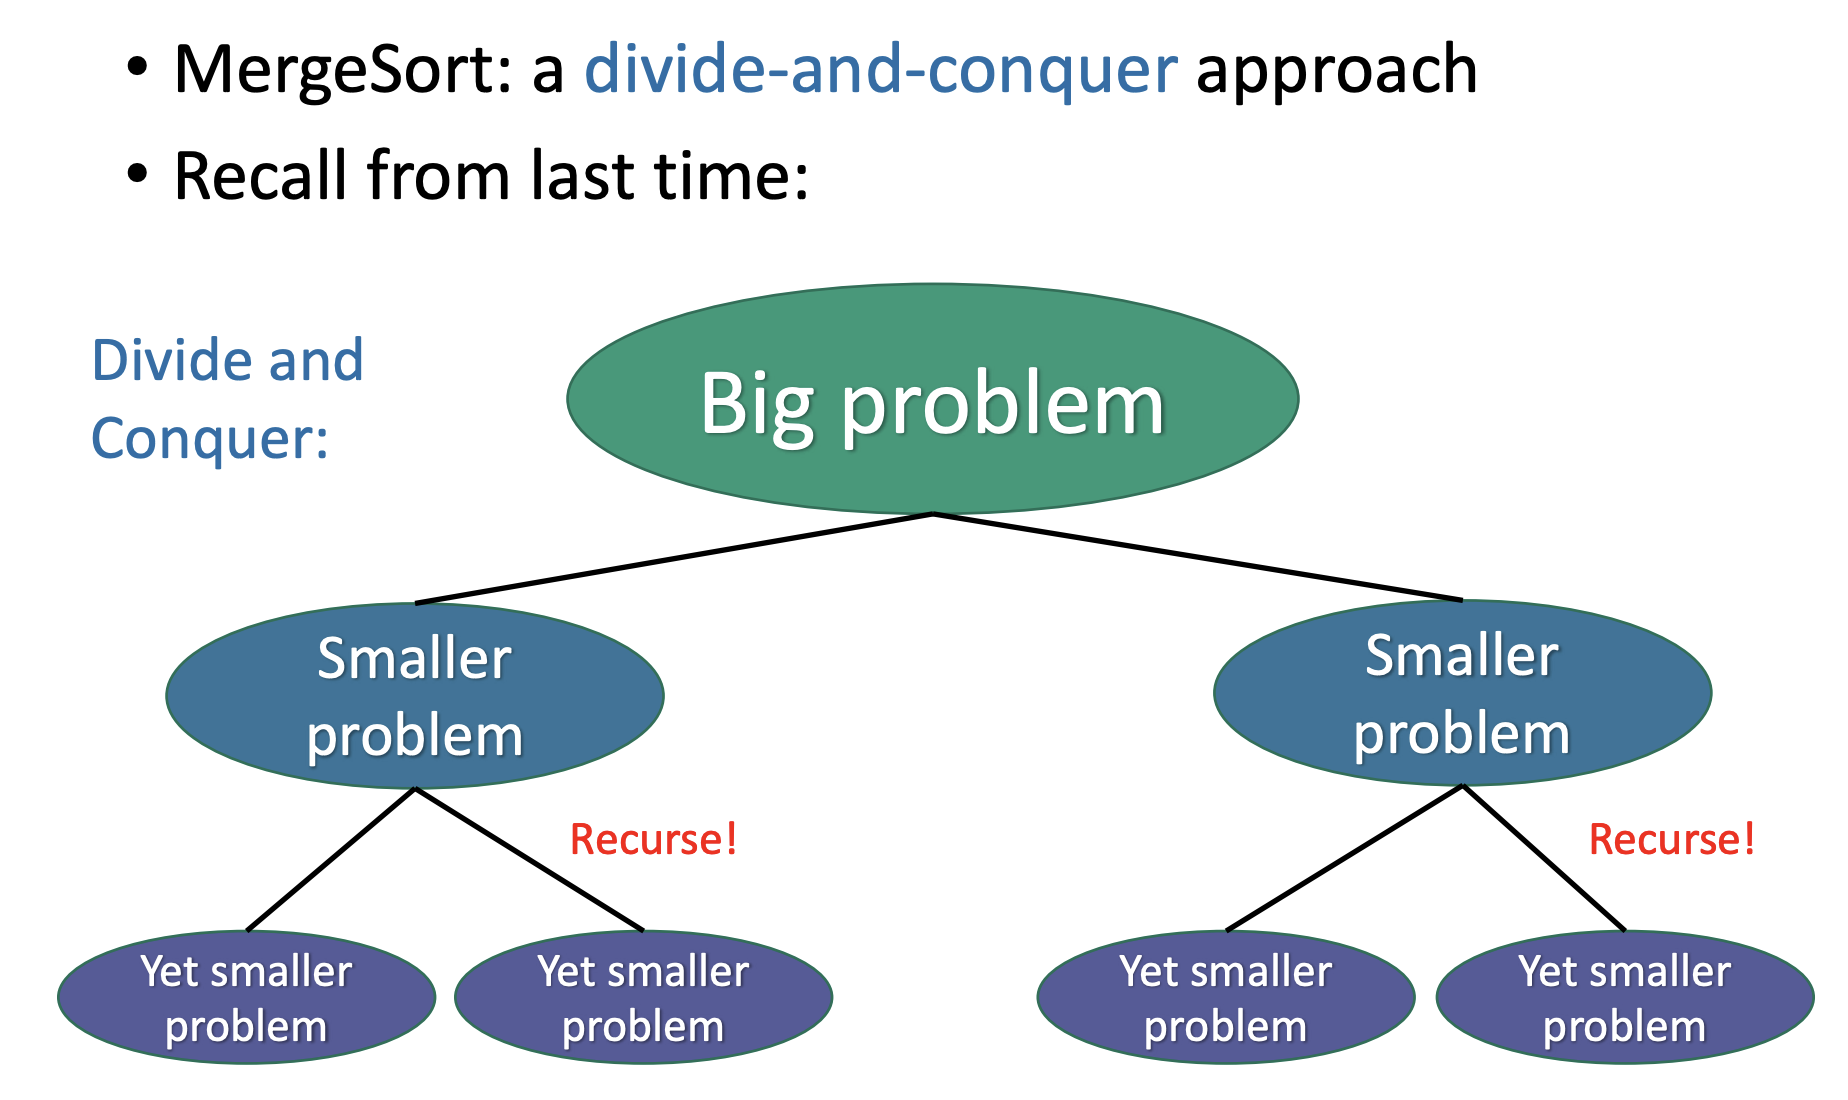 • MergeSort: a divide-and-conquer approach
• Recall from last time:
Divide and
Conquer:
Big problem
Smaller
problem
Smaller
problem
Recurse!
Recurse!
Yet smaller
problem
Yet smaller
problem
Yet smaller
problem
Yet smaller
problem